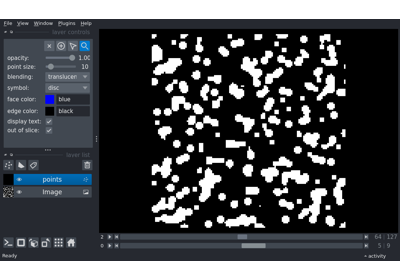 File View Window Plugins Help
layer controls
opacity: 1.00
point size: 10
blending: translucen
symbol: disc
face color: blue
edge color: black
display text:
out of slice:
layer list
points
Image
2 64 127
0 5 9
Ready activity